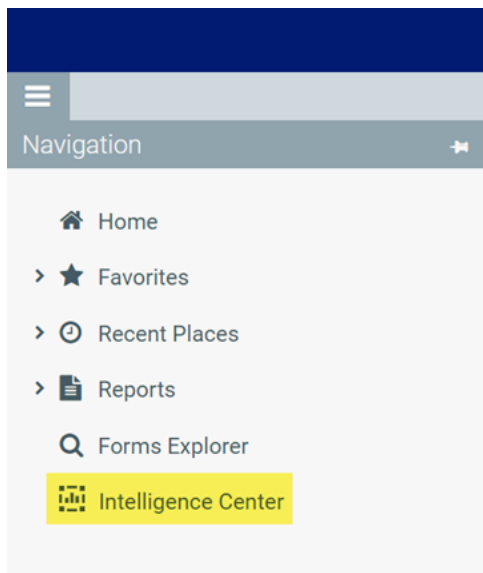 Navigation
Home
Favorites
Recent Places
Reports
Forms Explorer
Intelligence Center